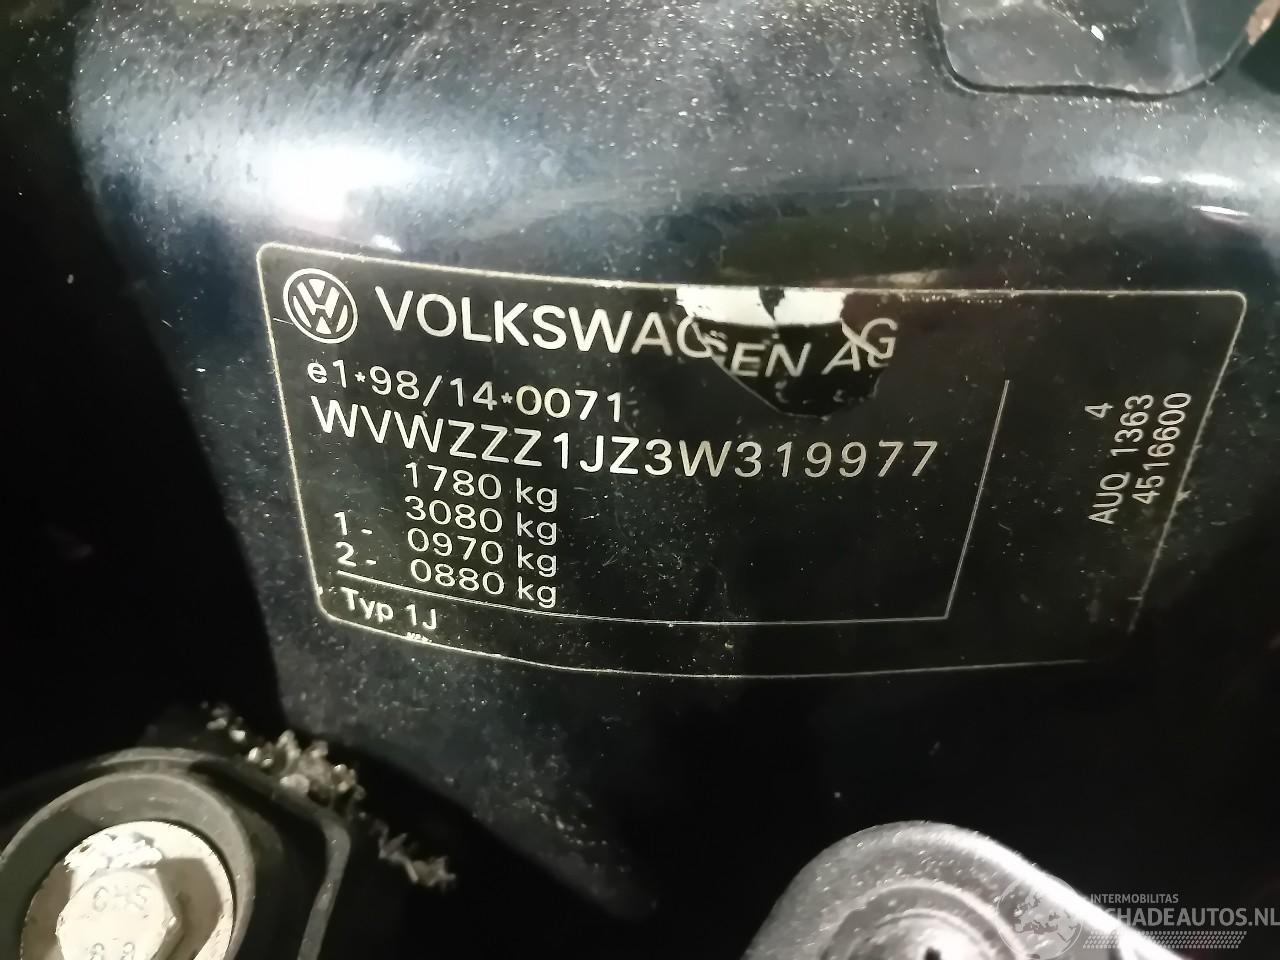 VOLKSWAGEN AG
e1*98/14*0071
WVWZZZ1JZ3W319977
1780 kg
3080 kg
1- 0970 kg
2- 0880 kg
Typ 1J
4
AUQ 1363
4516600
INTERMOBILITAS
SCHADEAUTOS.NL